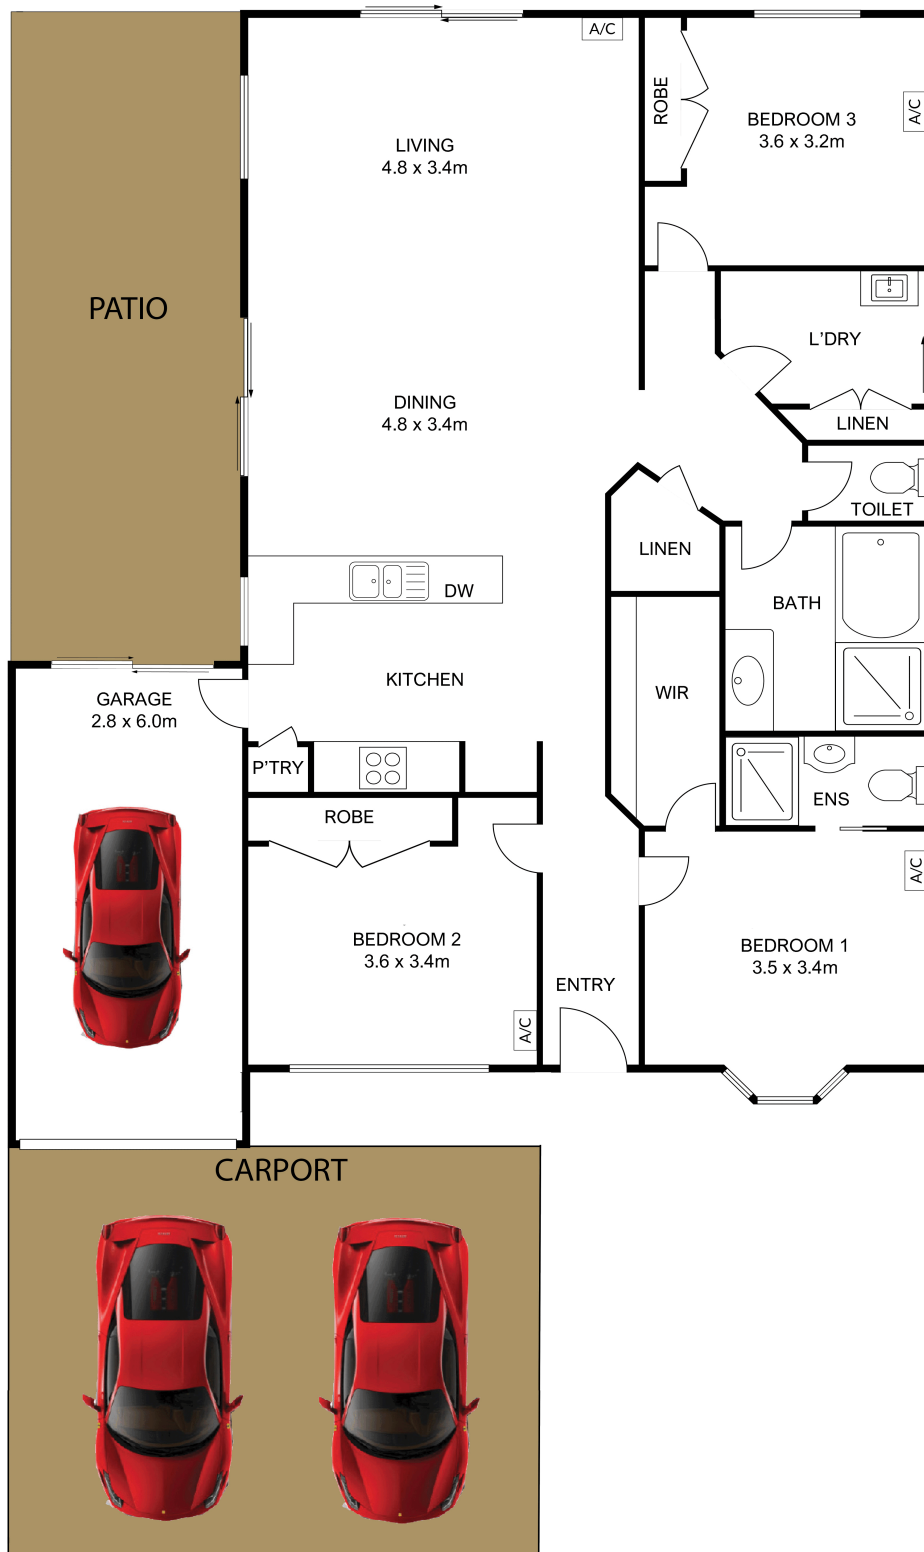 A/C
ROBE
BEDROOM 3
3.6 x 3.2m
A/C
LIVING
4.8 x 3.4m
PATIO
L'DRY
LINEN
DINING
4.8 x 3.4m
TOILET
LINEN
DW
BATH
KITCHEN
WIR
GARAGE
2.8 x 6.0m
P'TRY
ENS
ROBE
A/C
BEDROOM 2
3.6 x 3.4m
BEDROOM 1
3.5 x 3.4m
ENTRY
A/C
CARPORT